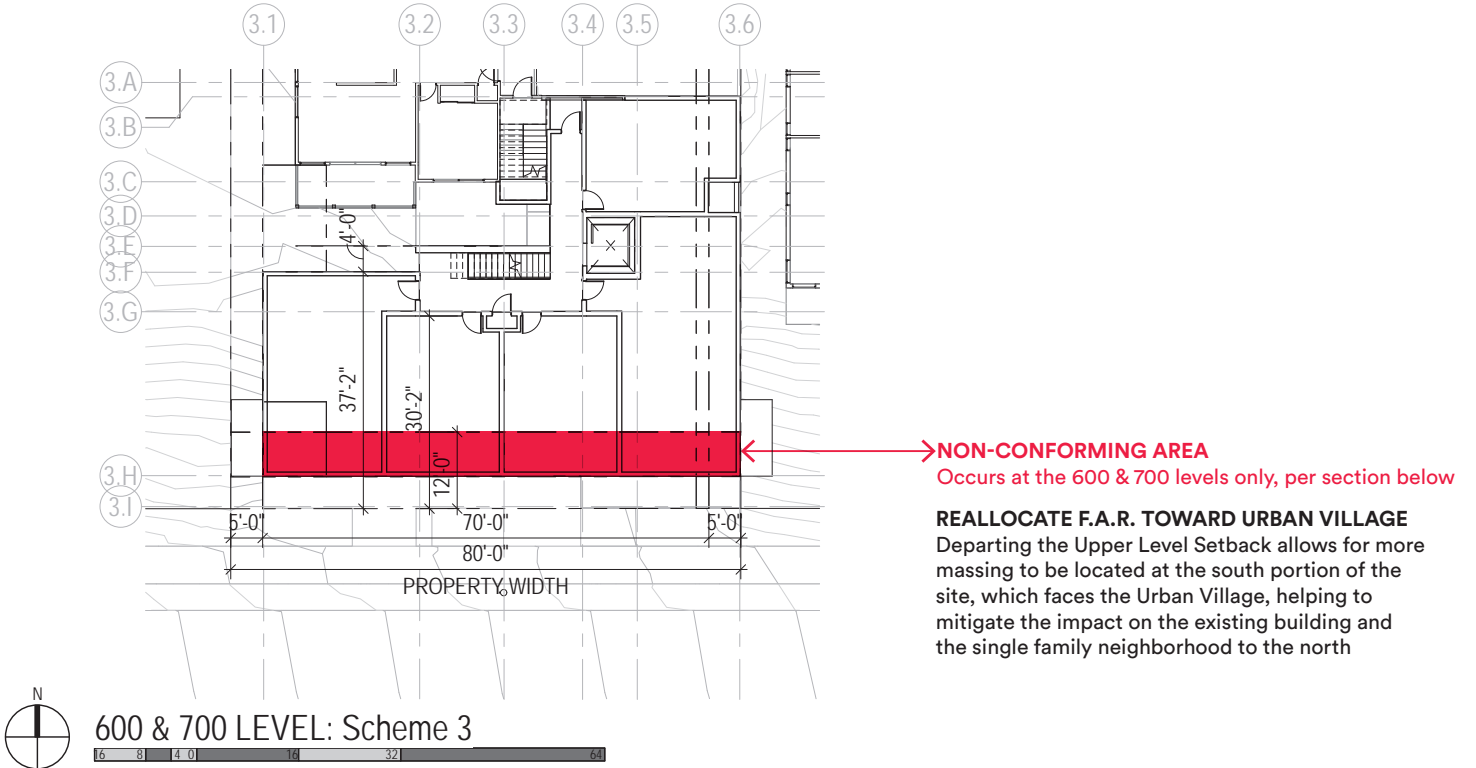 3.1 3.2 3.3 3.4 3.5 3.6
3.A
3.B
3.C
3.D
3.E
3.F
3.G
3.H
3.I
4'-0"
37'-2"
30'-2"
12'-0"
5'-0" 70'-0" 5'-0"
80'-0"
PROPERTY WIDTH
NON-CONFORMING AREA
Occurs at the 600 & 700 levels only, per section below
REALLOCATE F.A.R. TOWARD URBAN VILLAGE
Departing the Upper Level Setback allows for more
massing to be located at the south portion of the
site, which faces the Urban Village, helping to
mitigate the impact on the existing building and
the single family neighborhood to the north
N
600 & 700 LEVEL: Scheme 3
16 8 4 0 16 32 64